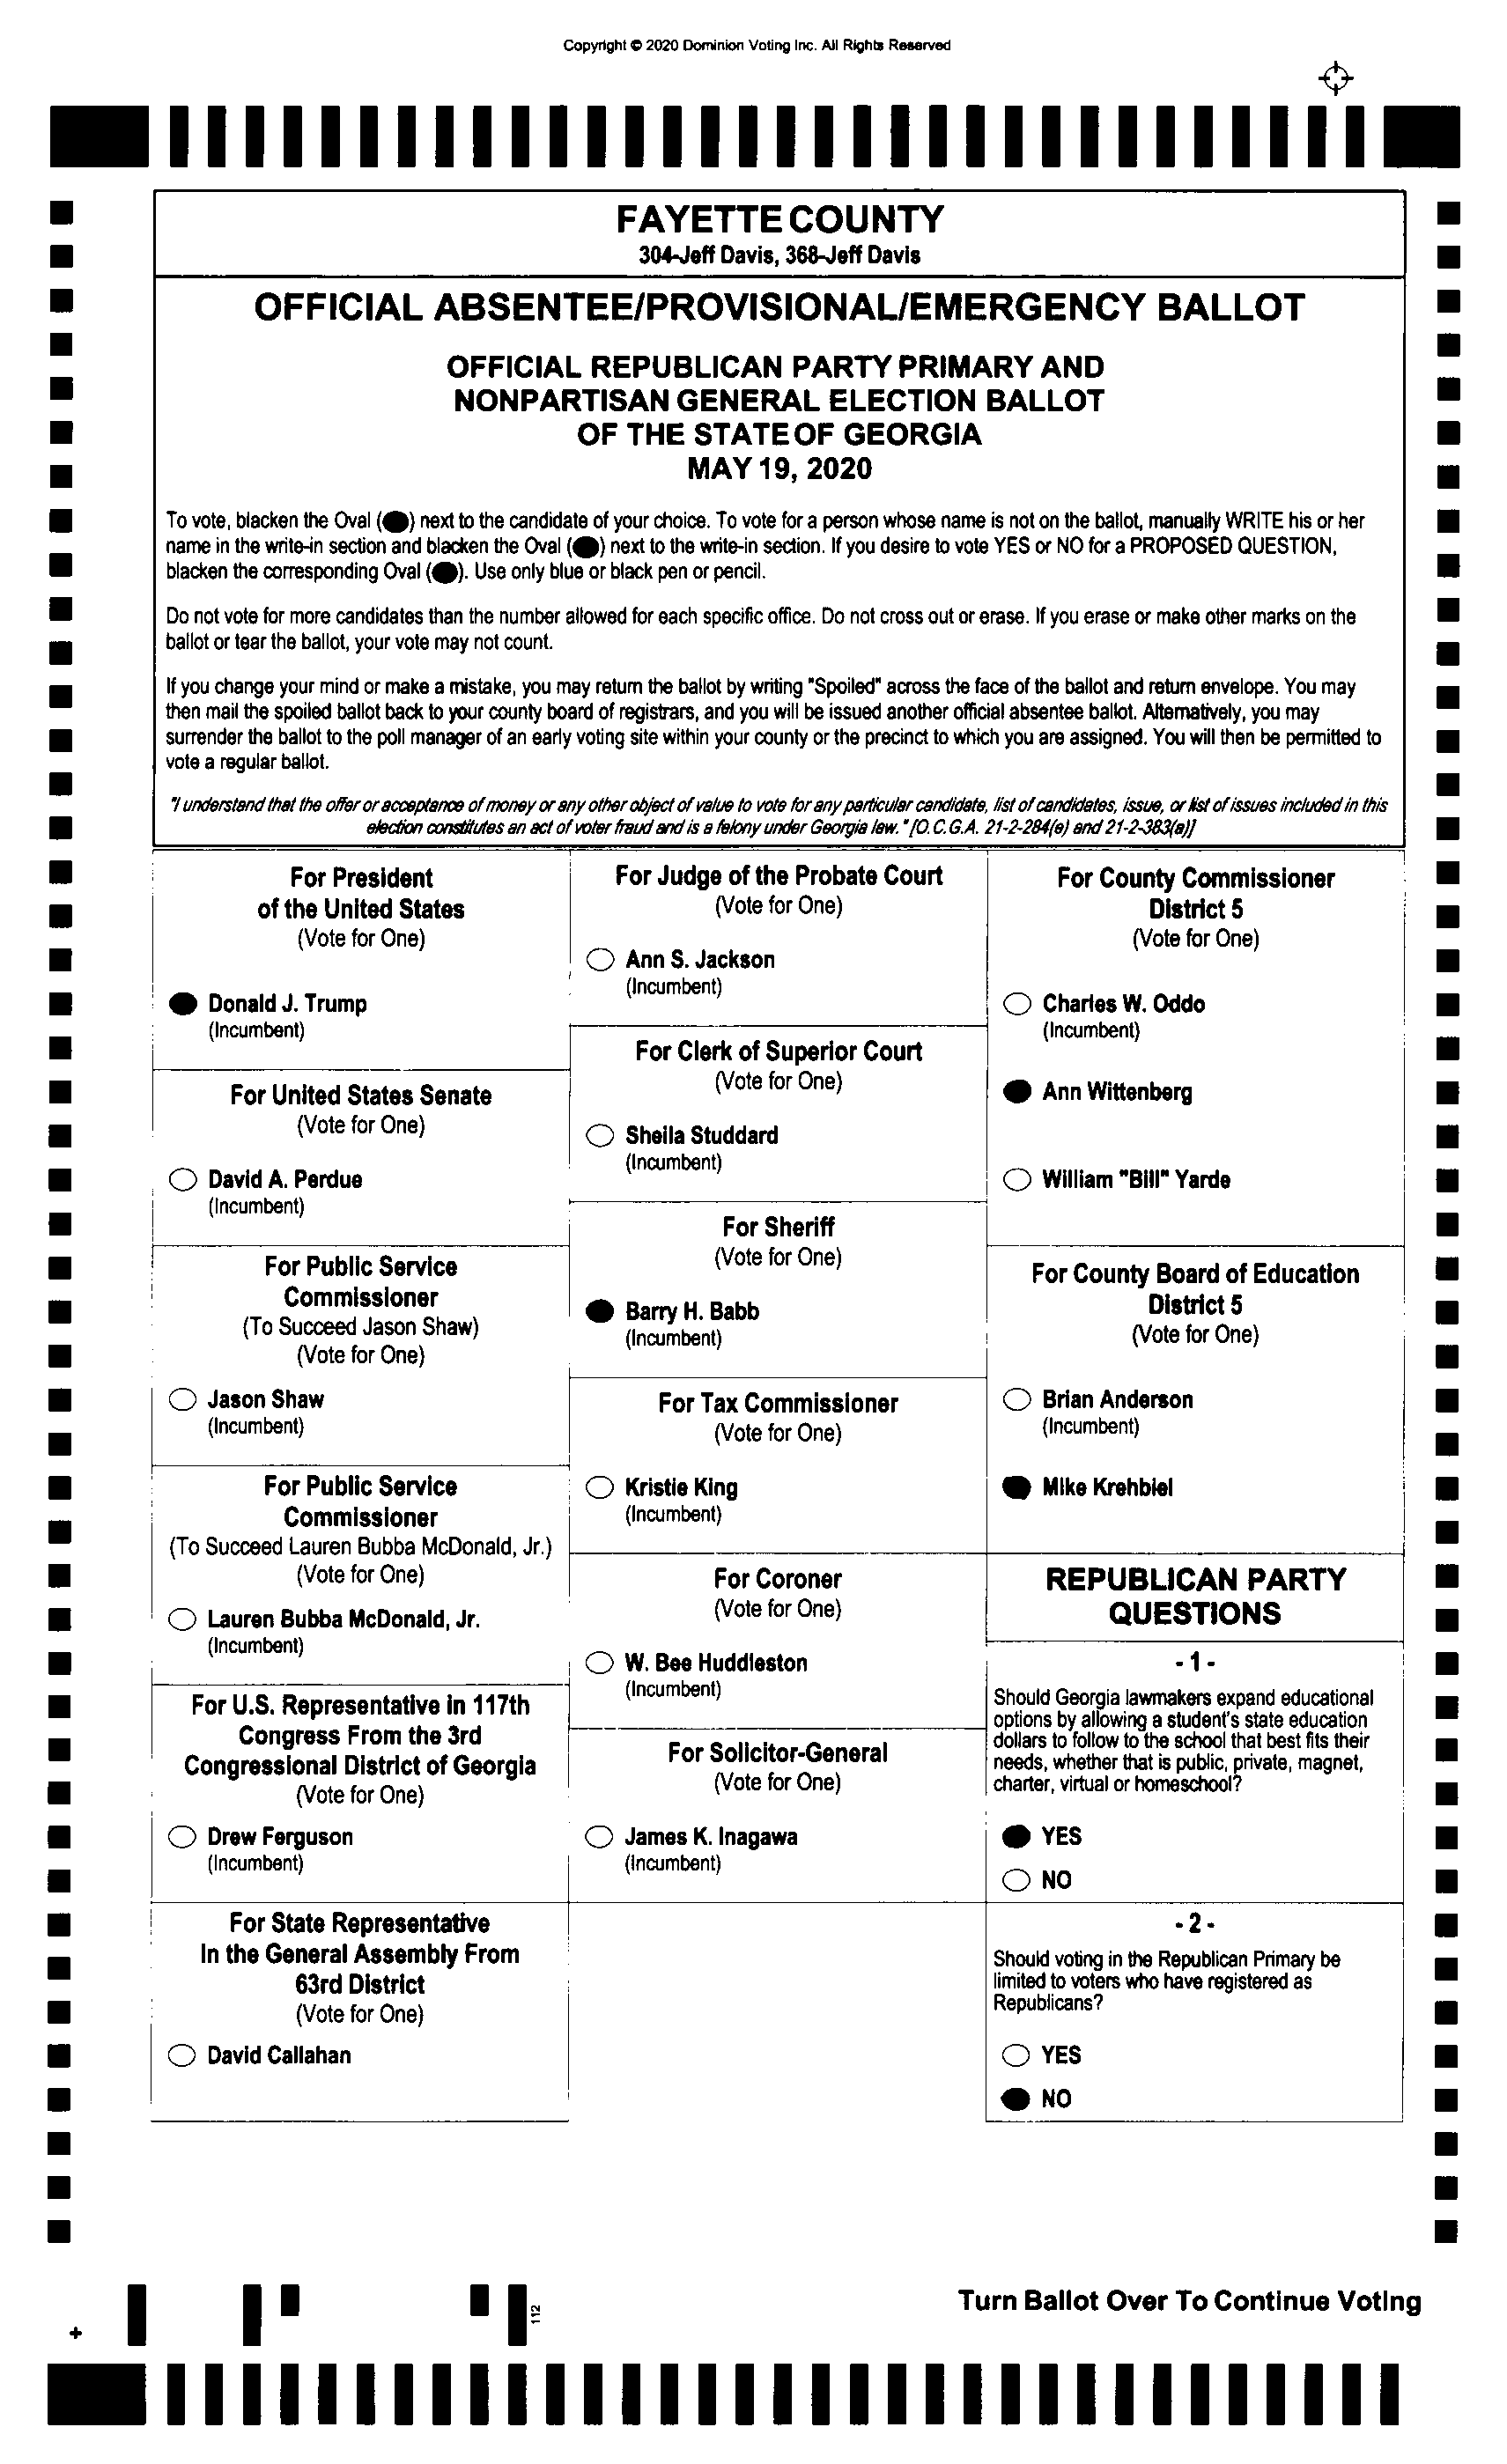 Copyright © 2020 Dominion Voting Inc. All Rights Reserved
FAYETTE COUNTY
304-Jeff Davis, 368-Jeff Davis
OFFICIAL ABSENTEE/PROVISIONAL/EMERGENCY BALLOT
OFFICIAL REPUBLICAN PARTY PRIMARY AND
NONPARTISAN GENERAL ELECTION BALLOT
OF THE STATE OF GEORGIA
MAY 19, 2020
To vote, blacken the Oval (●) next to the candidate of your choice. To vote for a person whose name is not on the ballot, manually WRITE his or her
name in the write-in section and blacken the Oval (●) next to the write-in section. If you desire to vote YES or NO for a PROPOSED QUESTION,
blacken the corresponding Oval (●). Use only blue or black pen or pencil.
Do not vote for more candidates than the number allowed for each specific office. Do not cross out or erase. If you erase or make other marks on the
ballot or tear the ballot, your vote may not count.
If you change your mind or make a mistake, you may return the ballot by writing "Spoiled" across the face of the ballot and return envelope. You may
then mail the spoiled ballot back to your county board of registrars, and you will be issued another official absentee ballot. Alternatively, you may
surrender the ballot to the poll manager of an early voting site within your county or the precinct to which you are assigned. You will then be permitted to
vote a regular ballot.
"I understand that the offer or acceptance of money or any other object of value to vote for any particular candidate, list of candidates, issue, or list of issues included in this
election constitutes an act of voter fraud and is a felony under Georgia law." [O.C.G.A. 21-2-284(e) and 21-2-383(a)]
For President
of the United States
(Vote for One)
Donald J. Trump
(Incumbent)
For United States Senate
(Vote for One)
David A. Perdue
(Incumbent)
For Public Service
Commissioner
(To Succeed Jason Shaw)
(Vote for One)
Jason Shaw
(Incumbent)
For Public Service
Commissioner
(To Succeed Lauren Bubba McDonald, Jr.)
(Vote for One)
Lauren Bubba McDonald, Jr.
(Incumbent)
For U.S. Representative in 117th
Congress From the 3rd
Congressional District of Georgia
(Vote for One)
Drew Ferguson
(Incumbent)
For State Representative
In the General Assembly From
63rd District
(Vote for One)
David Callahan
For Judge of the Probate Court
(Vote for One)
Ann S. Jackson
(Incumbent)
For Clerk of Superior Court
(Vote for One)
Sheila Studdard
(Incumbent)
For Sheriff
(Vote for One)
Barry H. Babb
(Incumbent)
For Tax Commissioner
(Vote for One)
Kristie King
(Incumbent)
For Coroner
(Vote for One)
W. Bee Huddleston
(Incumbent)
For Solicitor-General
(Vote for One)
James K. Inagawa
(Incumbent)
For County Commissioner
District 5
(Vote for One)
Charles W. Oddo
(Incumbent)
Ann Wittenberg
William "Bill" Yarde
For County Board of Education
District 5
(Vote for One)
Brian Anderson
(Incumbent)
Mike Krehbiel
REPUBLICAN PARTY
QUESTIONS
- 1 -
Should Georgia lawmakers expand educational
options by allowing a student's state education
dollars to follow to the school that best fits their
needs, whether that is public, private, magnet,
charter, virtual or homeschool?
YES
NO
- 2 -
Should voting in the Republican Primary be
limited to voters who have registered as
Republicans?
YES
NO
Turn Ballot Over To Continue Voting
112